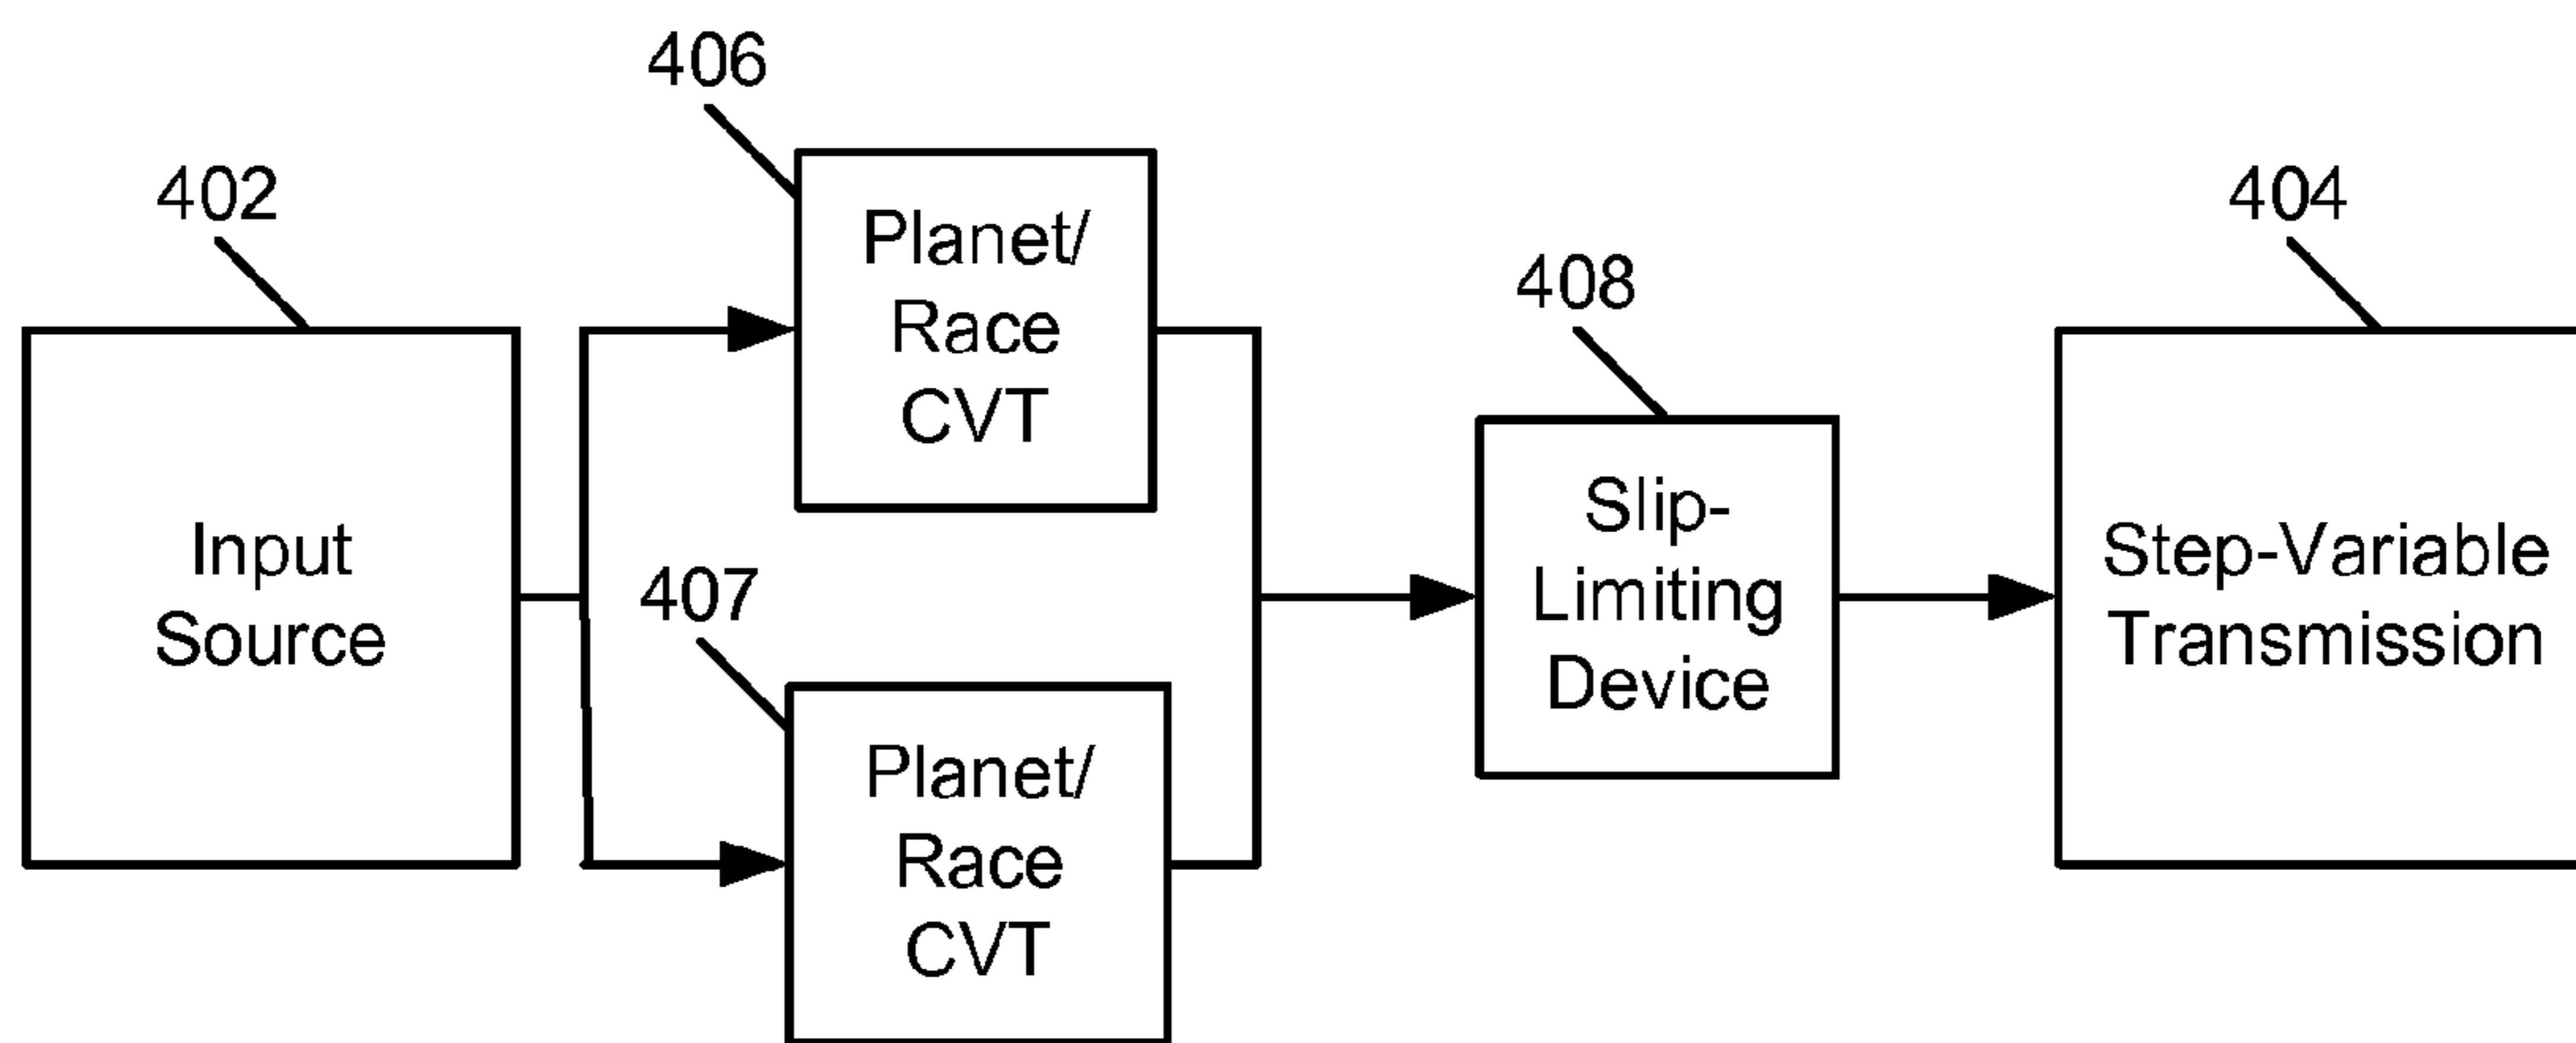 406
402
Planet/
Race
CVT
404
408
Input
Source
407
Slip-
Limiting
Device
Step-Variable
Transmission
Planet/
Race
CVT